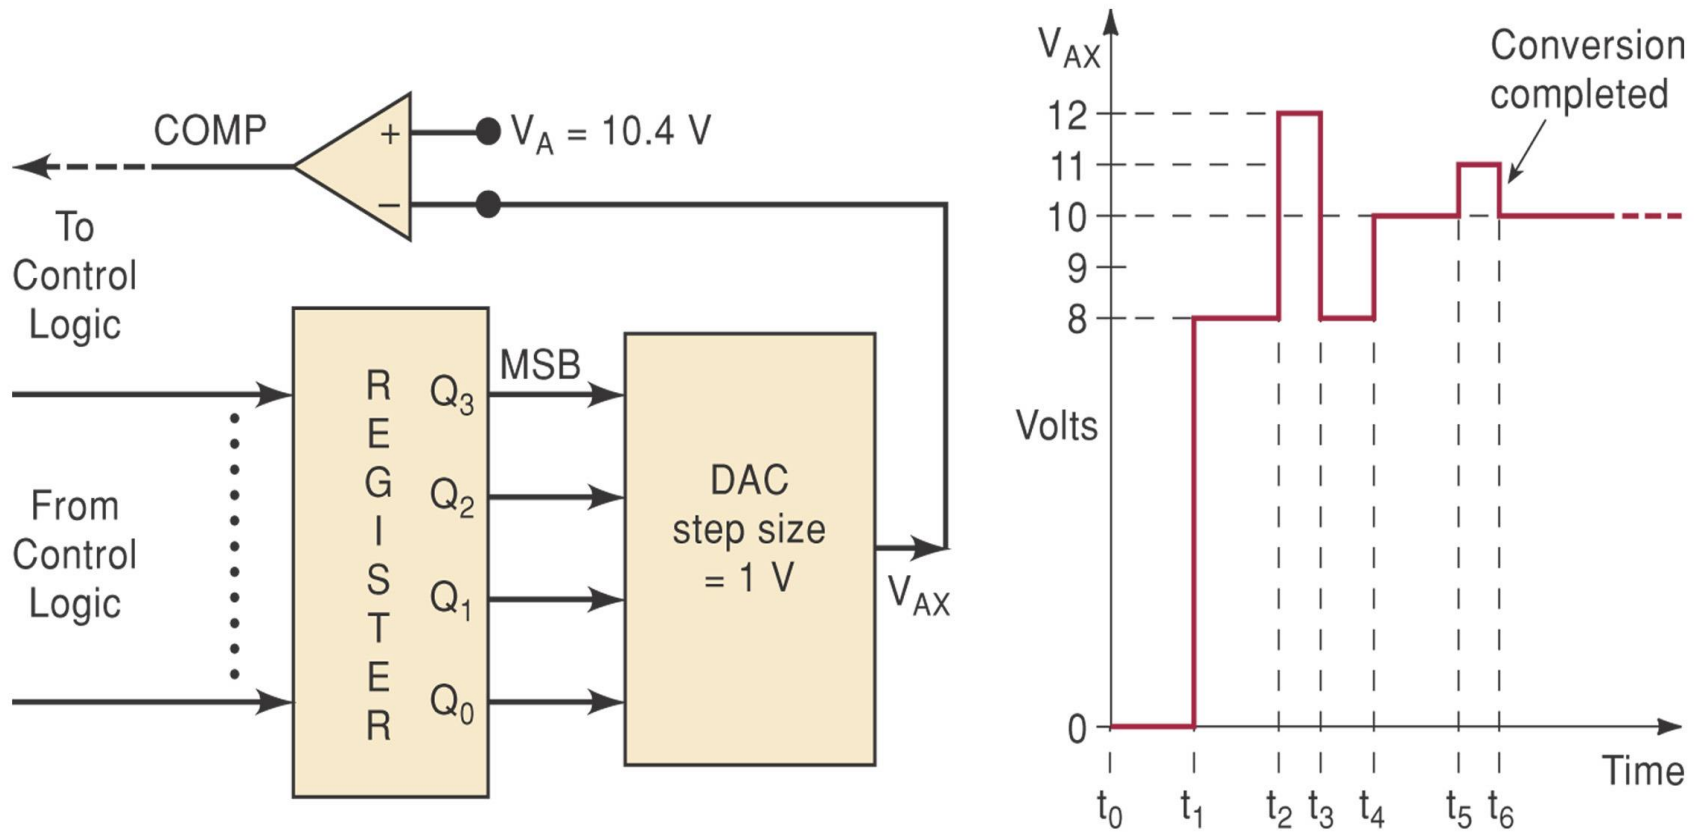 COMP
+
V_A = 10.4 V
−
To
Control
Logic
From
Control
Logic
R
E
G
I
S
T
E
R
Q_3
Q_2
Q_1
Q_0
MSB
DAC
step size
= 1 V
V_AX
V_AX
Conversion
completed
12
11
10
9
8
Volts
0
Time
t_0 t_1 t_2 t_3 t_4 t_5 t_6